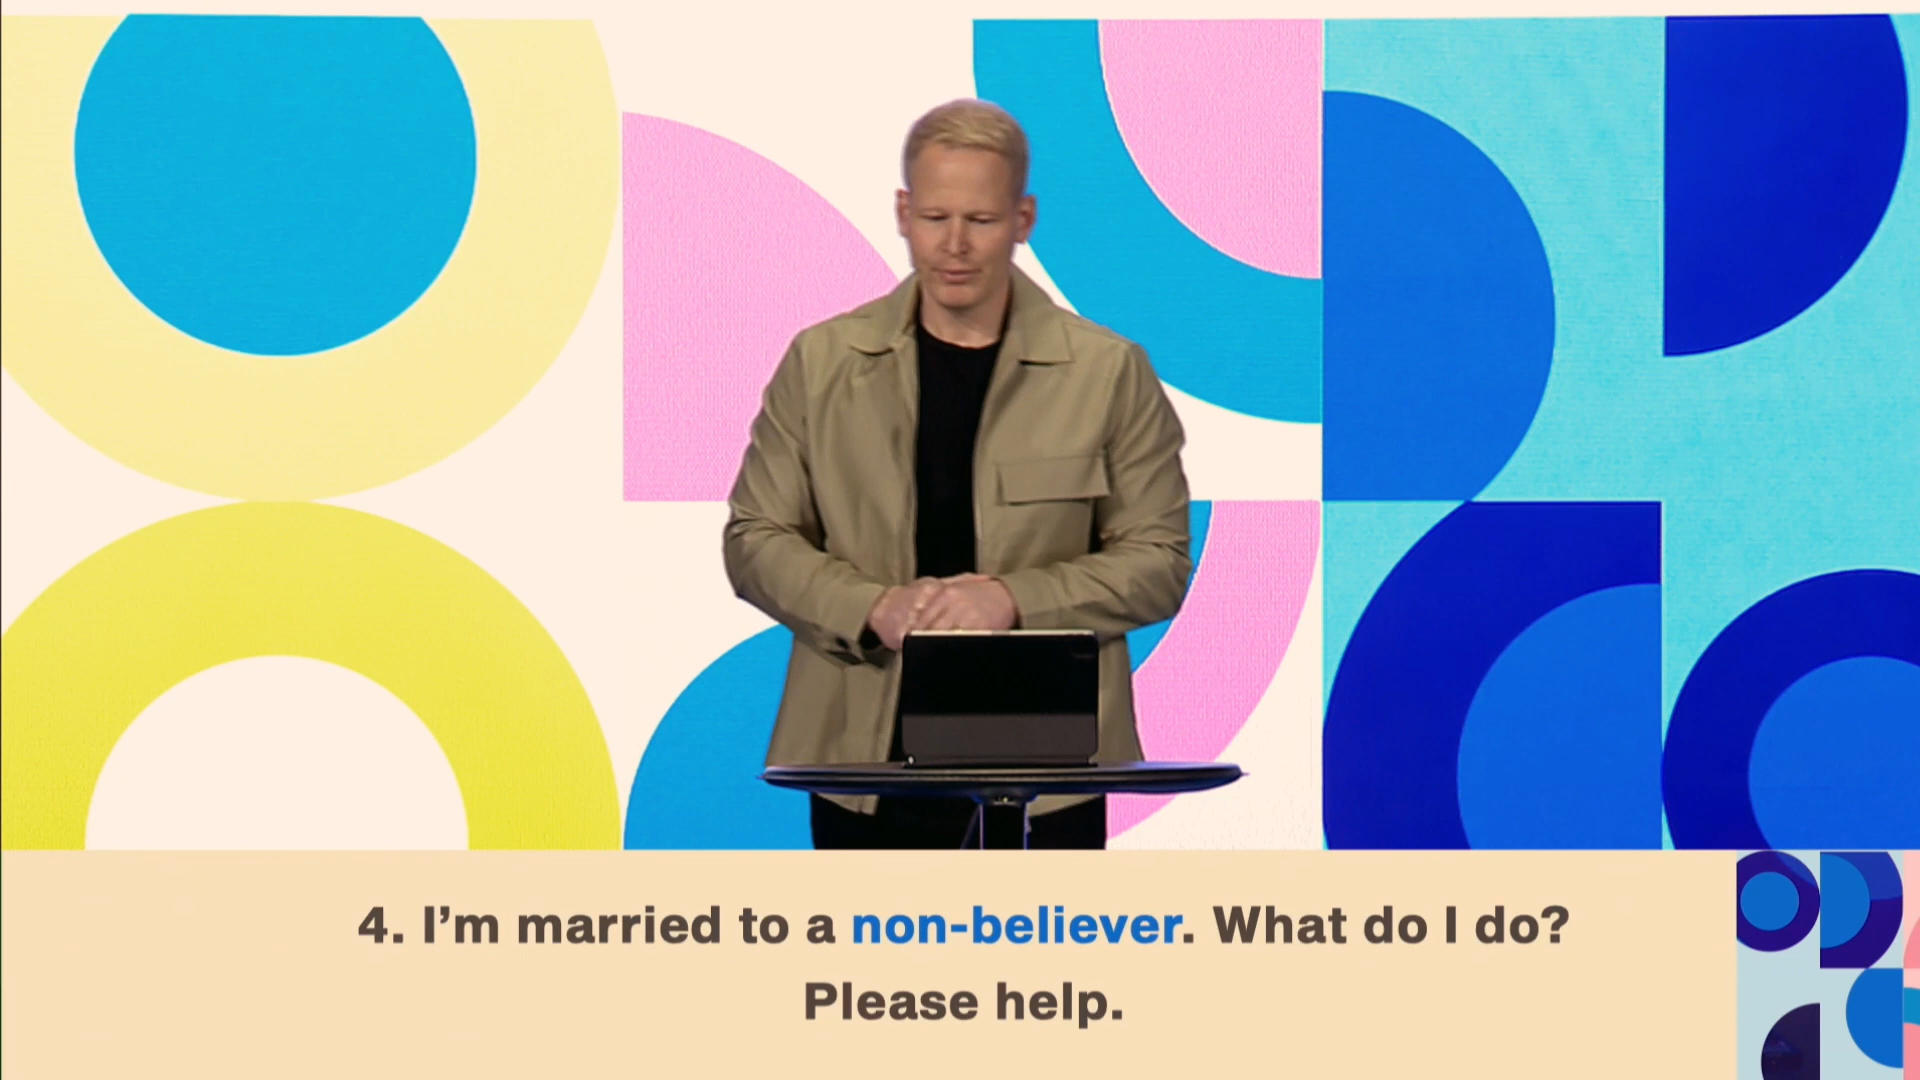 4. I’m married to a non-believer. What do I do?
Please help.